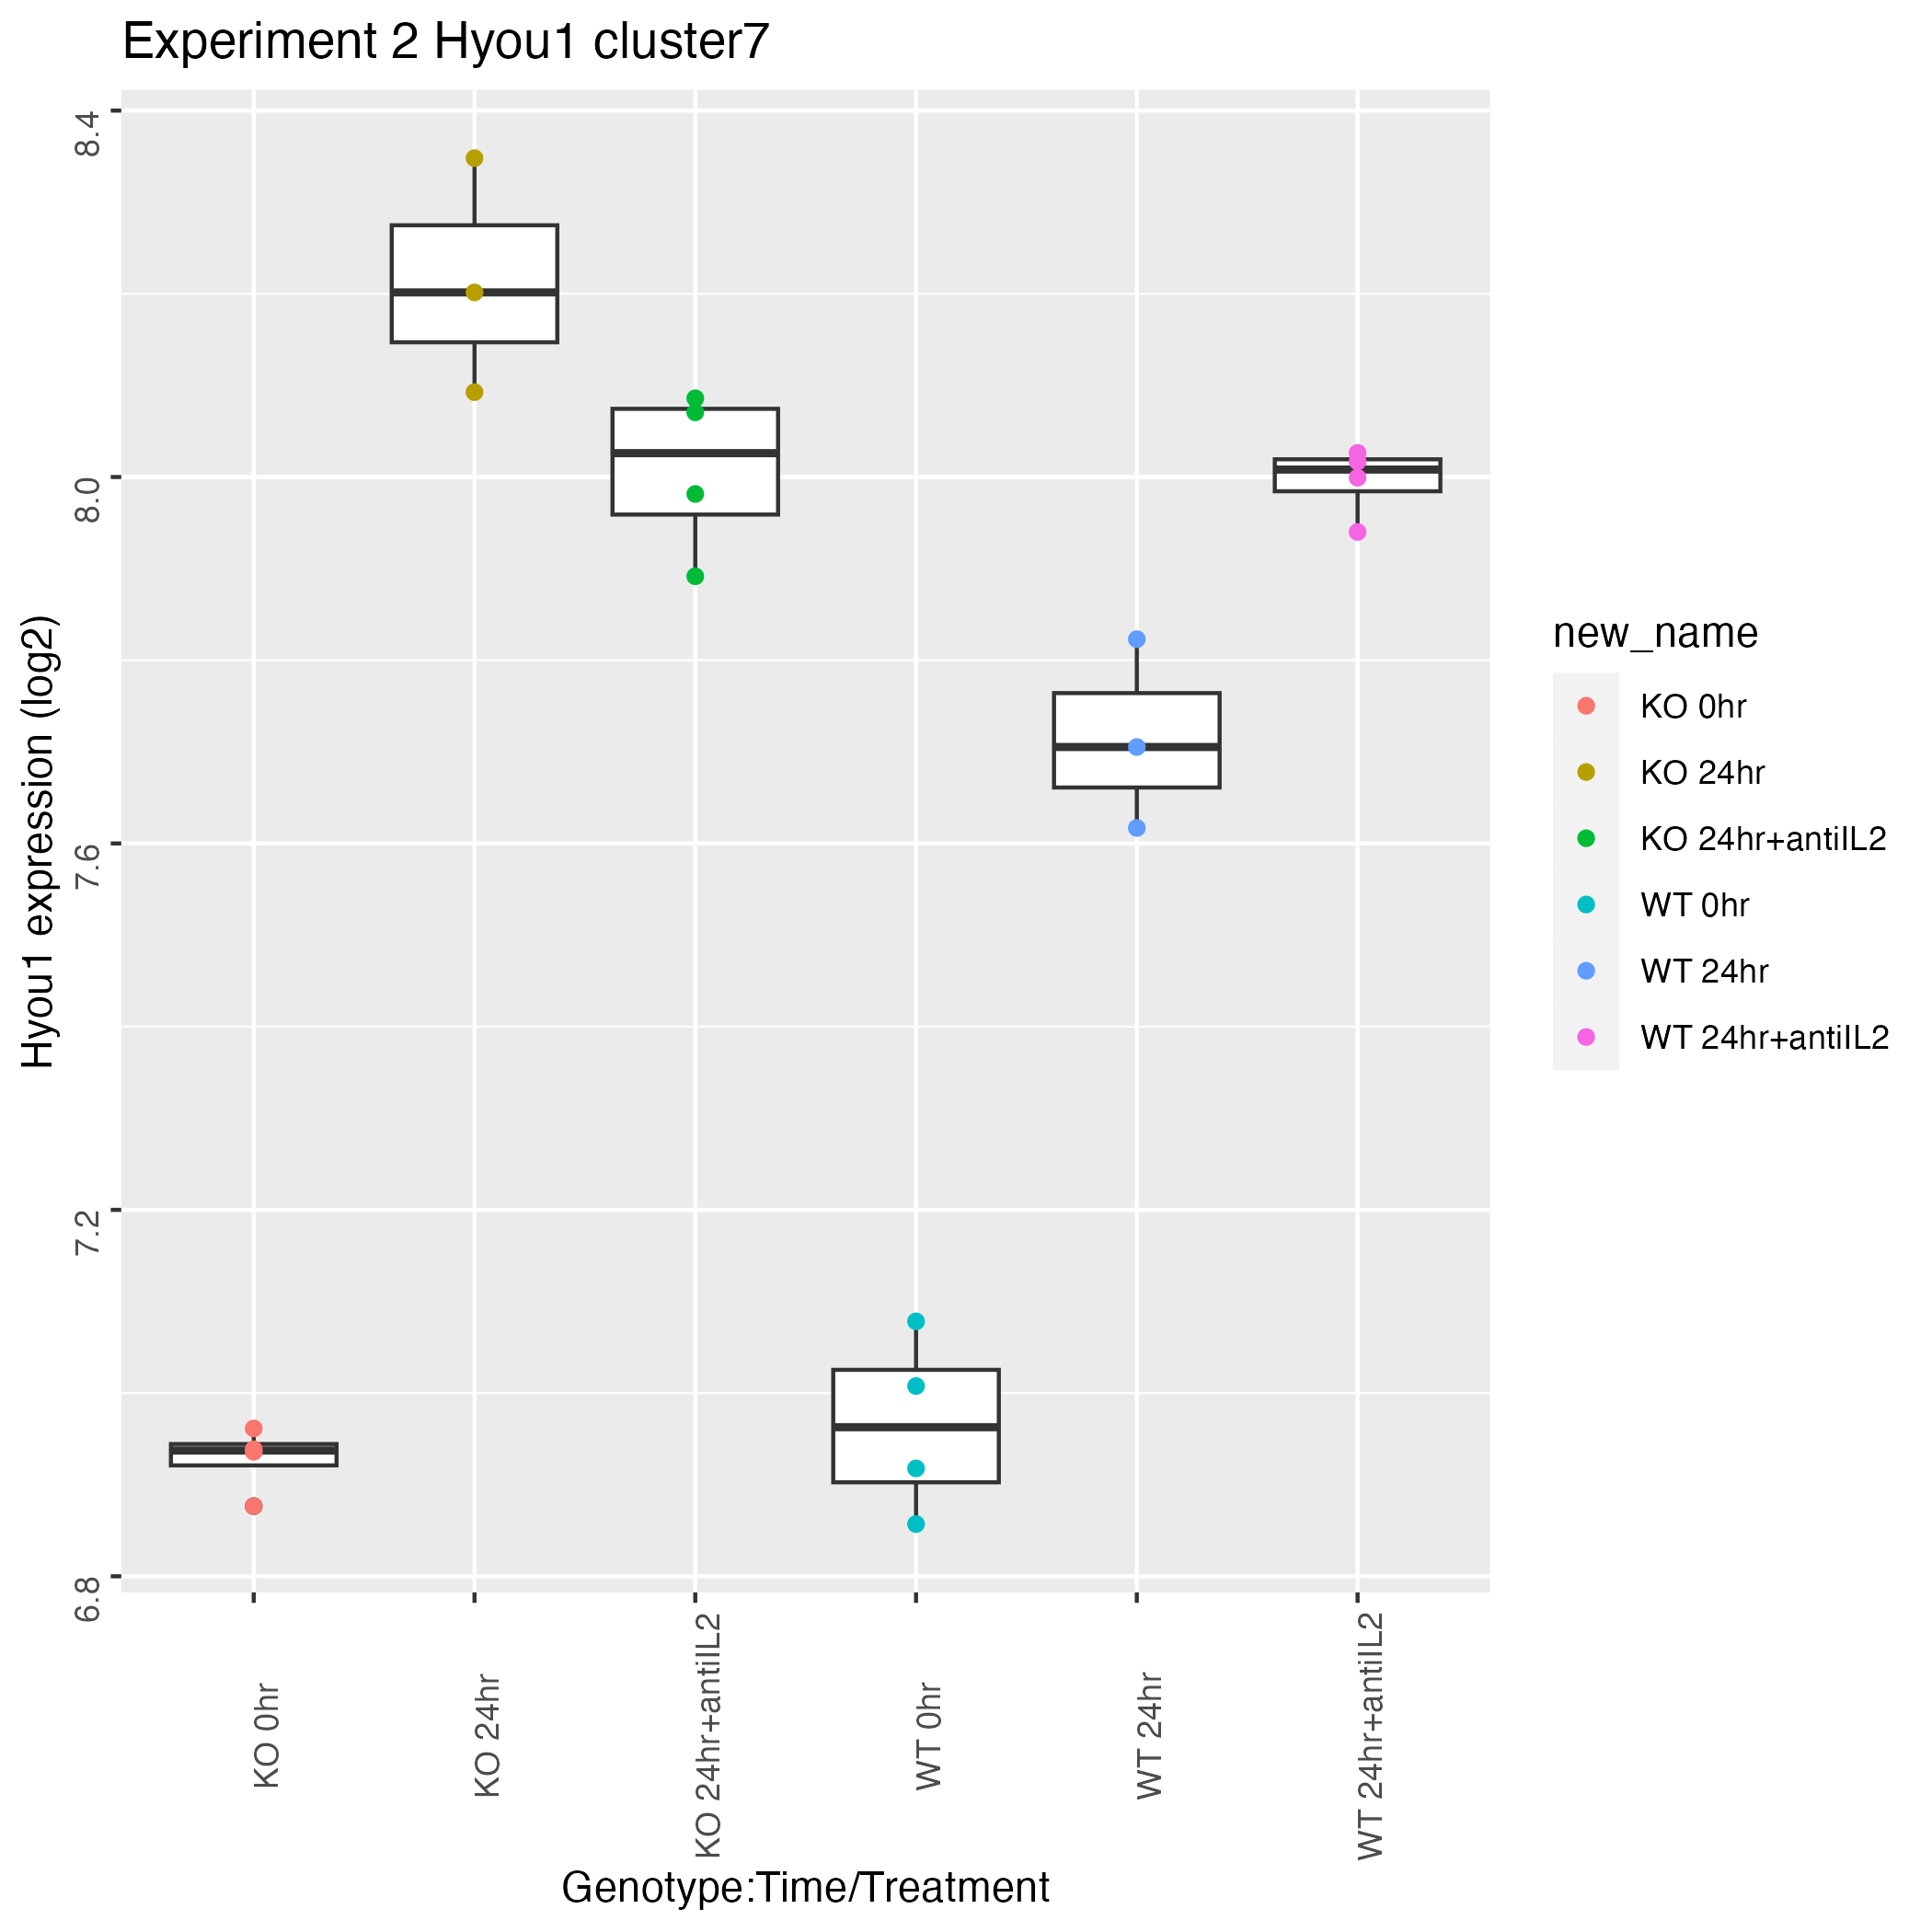 Experiment 2 Hyou1 cluster7
Hyou1 expression (log2)
8.4
8.0
7.6
7.2
6.8
KO 0hr
KO 24hr
KO 24hr+antiIL2
WT 0hr
WT 24hr
WT 24hr+antiIL2
Genotype:Time/Treatment
new_name
KO 0hr
KO 24hr
KO 24hr+antiIL2
WT 0hr
WT 24hr
WT 24hr+antiIL2